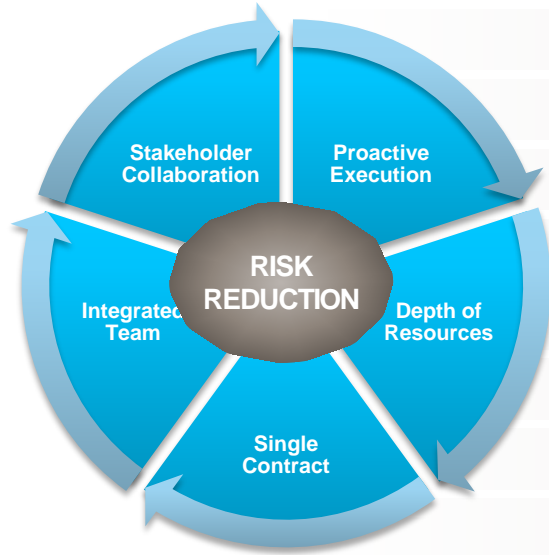 Stakeholder
Collaboration
Proactive
Execution
RISK
REDUCTION
Integrated
Team
Depth of
Resources
Single
Contract